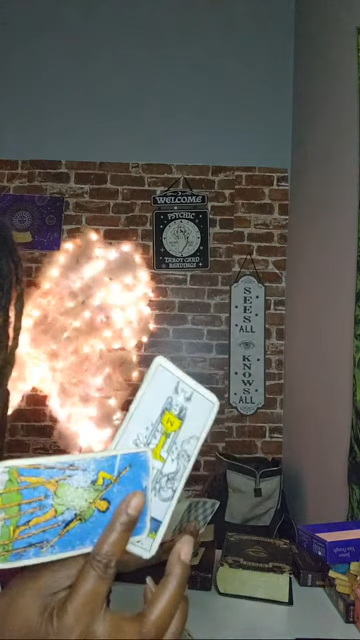 WELCOME
PSYCHIC
TAROT CARD
READINGS
SEES
ALL
KNOWS
ALL